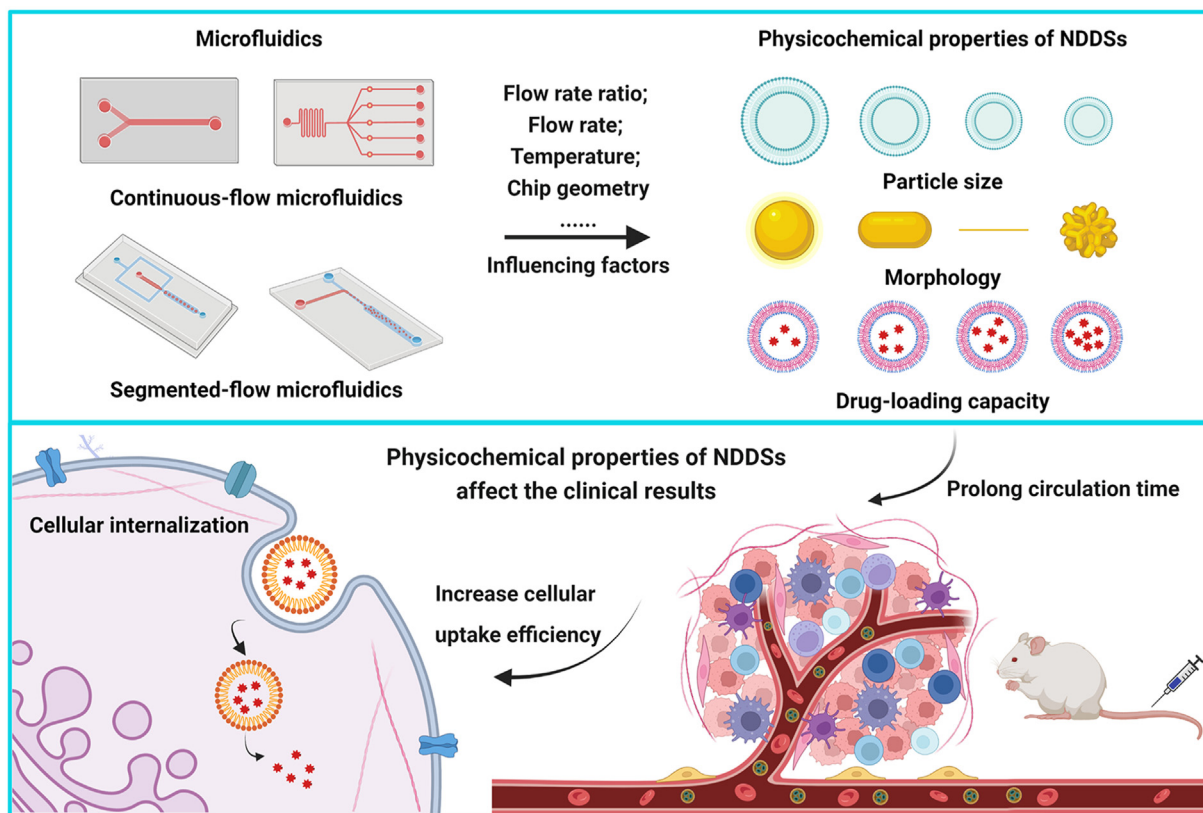 Microfluidics
Continuous-flow microfluidics
Segmented-flow microfluidics
Flow rate ratio;
Flow rate;
Temperature;
Chip geometry
......
Influencing factors
Physicochemical properties of NDDSs
Particle size
Morphology
Drug-loading capacity
Physicochemical properties of NDDSs
affect the clinical results
Prolong circulation time
Cellular internalization
Increase cellular
uptake efficiency